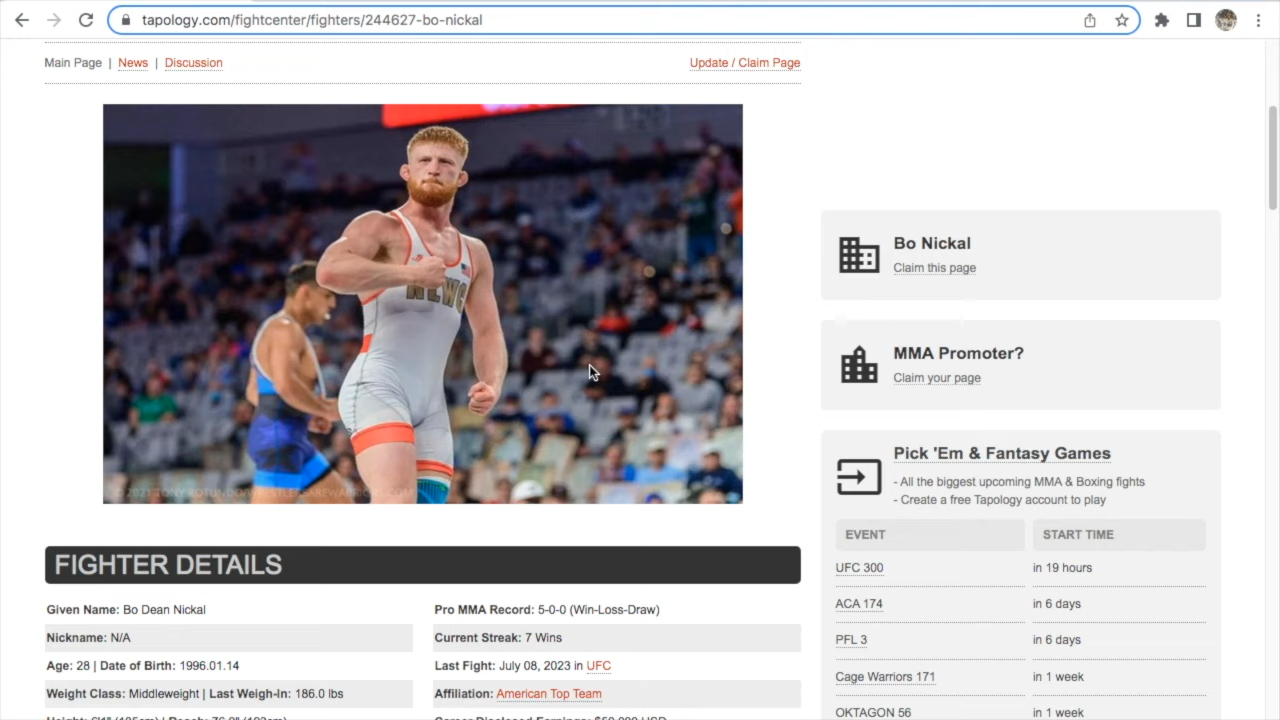 tapology.com/fightcenter/fighters/244627-bo-nickal
Main Page | News | Discussion
Update / Claim Page
NLWC
FIGHTER DETAILS
Given Name: Bo Dean Nickal
Pro MMA Record: 5-0-0 (Win-Loss-Draw)
Nickname: N/A
Current Streak: 7 Wins
Age: 28 | Date of Birth: 1996.01.14
Last Fight: July 08, 2023 in UFC
Weight Class: Middleweight | Last Weigh-In: 186.0 lbs
Affiliation: American Top Team
Bo Nickal
Claim this page
MMA Promoter?
Claim your page
Pick 'Em & Fantasy Games
- All the biggest upcoming MMA & Boxing fights
- Create a free Tapology account to play
EVENT START TIME
UFC 300 in 19 hours
ACA 174 in 6 days
PFL 3 in 6 days
Cage Warriors 171 in 1 week
OKTAGON 56 in 1 week